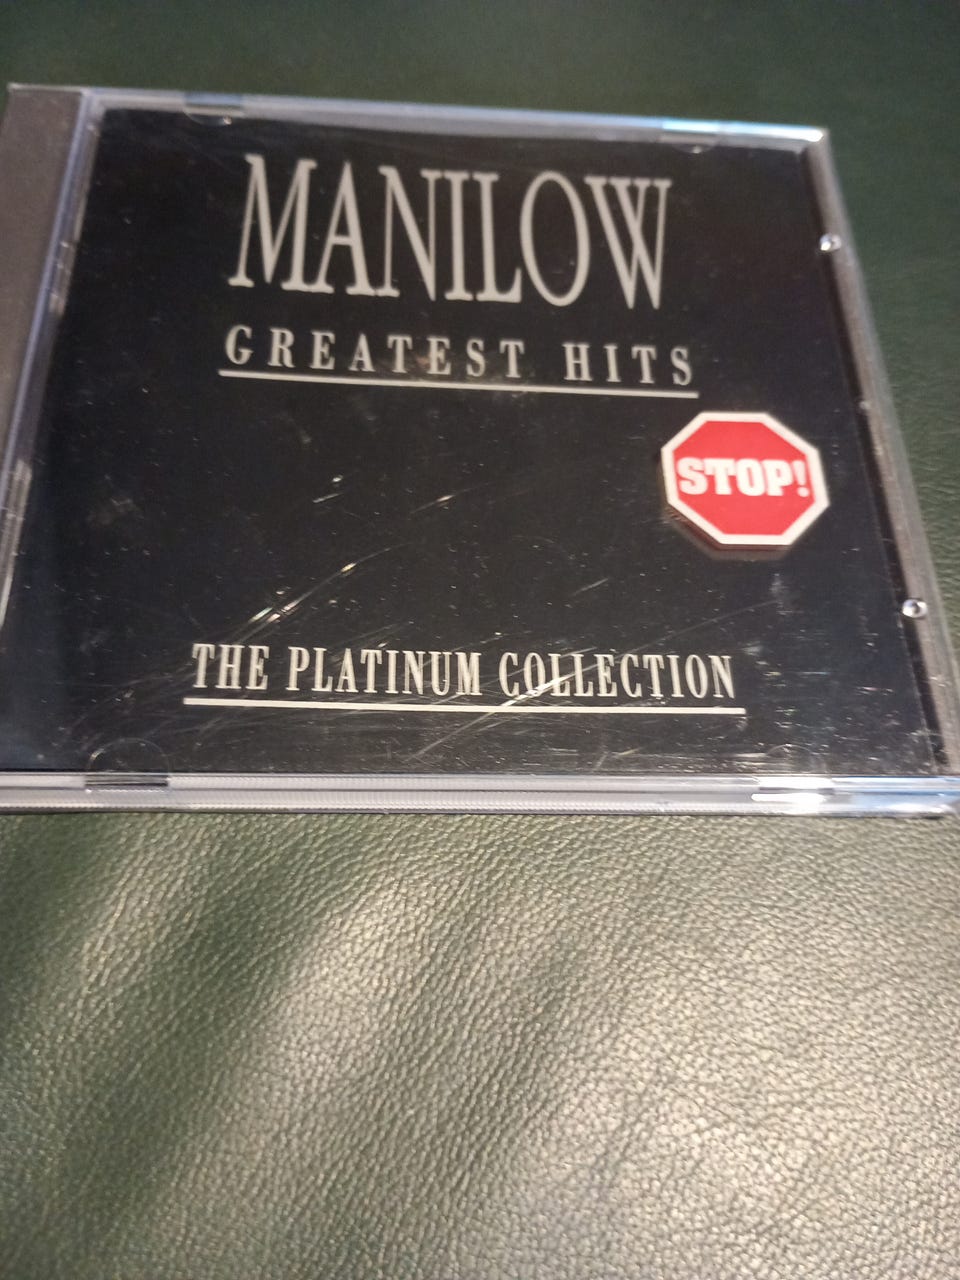 MANILOW
GREATEST HITS
STOP!
THE PLATINUM COLLECTION